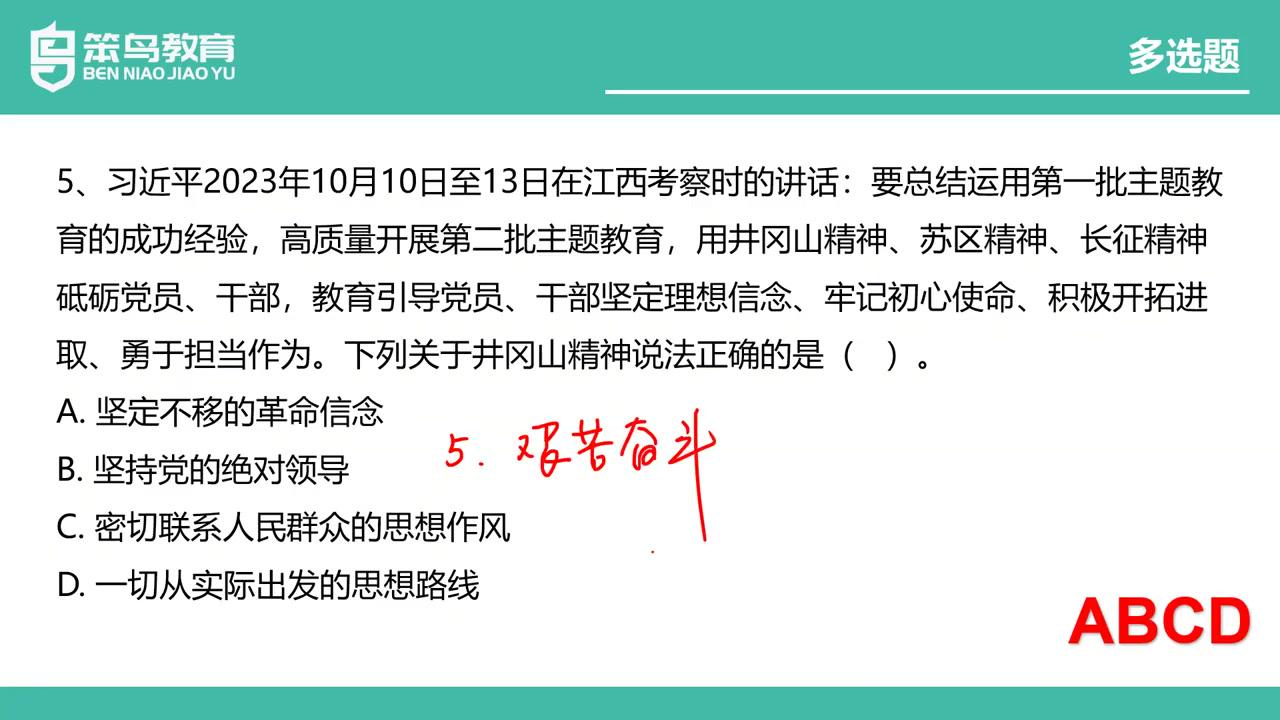 笨鸟教育
BEN NIAO JIAO YU
多选题
5、习近平2023年10月10日至13日在江西考察时的讲话：要总结运用第一批主题教
育的成功经验，高质量开展第二批主题教育，用井冈山精神、苏区精神、长征精神
砥砺党员、干部，教育引导党员、干部坚定理想信念、牢记初心使命、积极开拓进
取、勇于担当作为。下列关于井冈山精神说法正确的是（ ）。
A. 坚定不移的革命信念
5. 艰苦奋斗
B. 坚持党的绝对领导
C. 密切联系人民群众的思想作风
D. 一切从实际出发的思想路线
ABCD